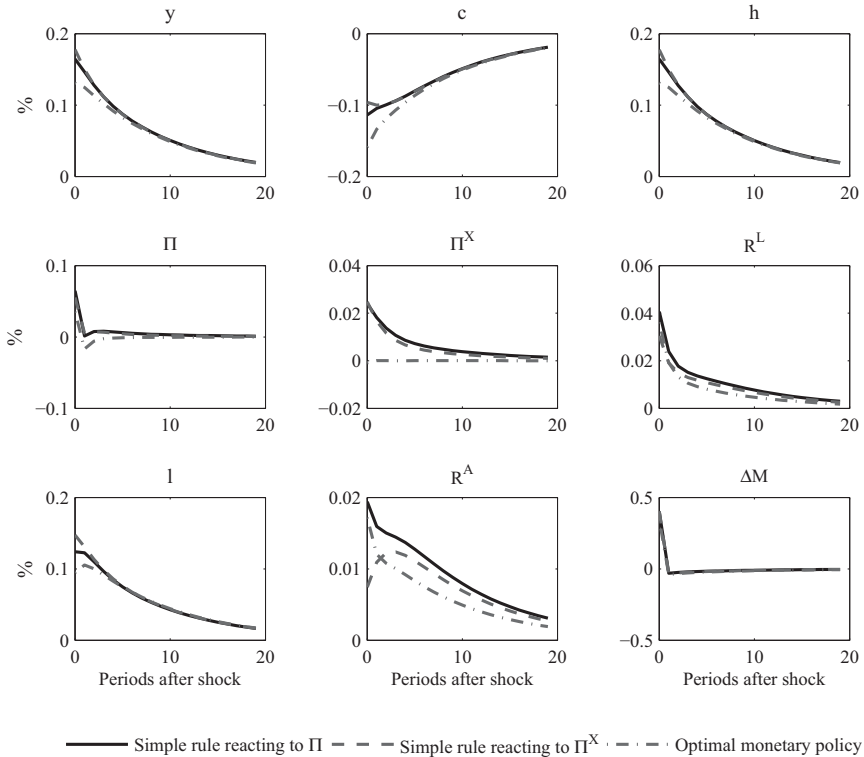 y c h
0.2 0 0.2
% 0.1 −0.1 0.1
0 −0.2 0
0 10 20 0 10 20 0 10 20
Π Π^X R^L
0.1 0.04 0.06
% 0 0.02 0.04
0 0.02
−0.1 −0.02 0
0 10 20 0 10 20 0 10 20
l R^A ΔM
0.2 0.02 0.5
% 0.1 0.01 0
0 0 −0.5
0 10 20 0 10 20 0 10 20
Periods after shock Periods after shock Periods after shock
Simple rule reacting to Π Simple rule reacting to Π^X Optimal monetary policy